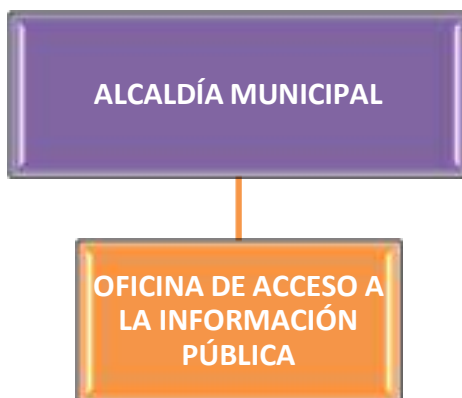 ALCALDÍA MUNICIPAL
OFICINA DE ACCESO A
LA INFORMACIÓN
PÚBLICA